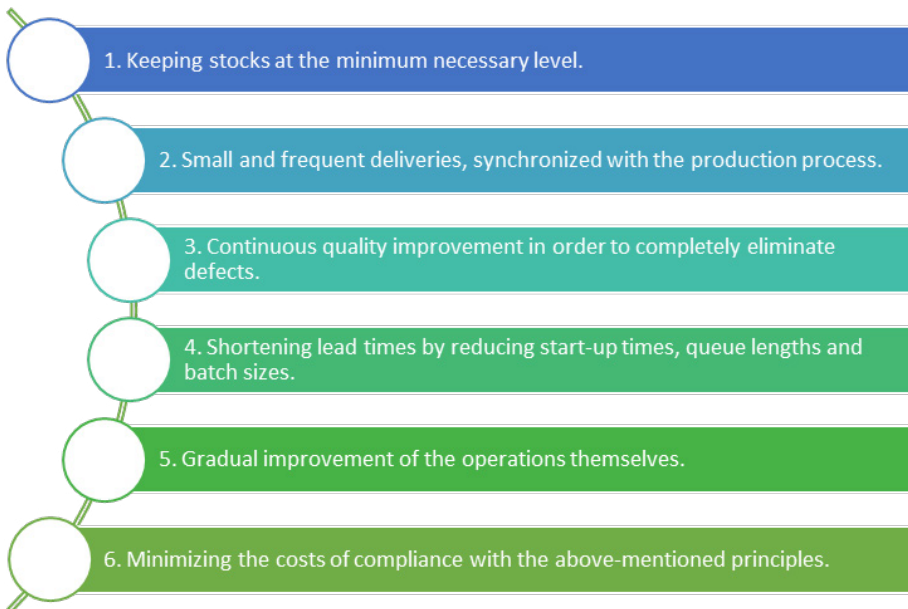 1. Keeping stocks at the minimum necessary level.
2. Small and frequent deliveries, synchronized with the production process.
3. Continuous quality improvement in order to completely eliminate
defects.
4. Shortening lead times by reducing start-up times, queue lengths and
batch sizes.
5. Gradual improvement of the operations themselves.
6. Minimizing the costs of compliance with the above-mentioned principles.